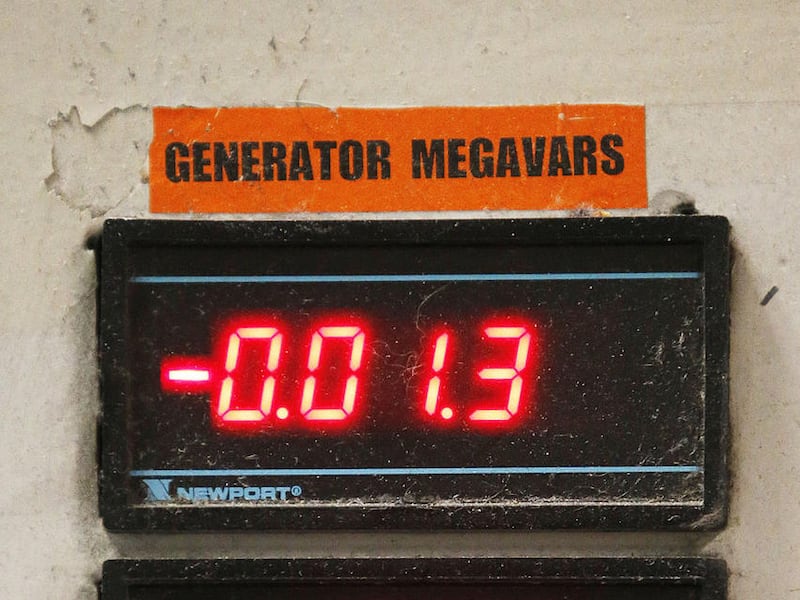 GENERATOR MEGAVARS
-0.01.3
NEWPORT®